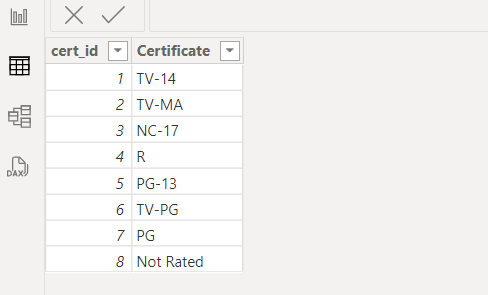 cert_id Certificate
1 TV-14
2 TV-MA
3 NC-17
4 R
5 PG-13
6 TV-PG
7 PG
8 Not Rated
DAX